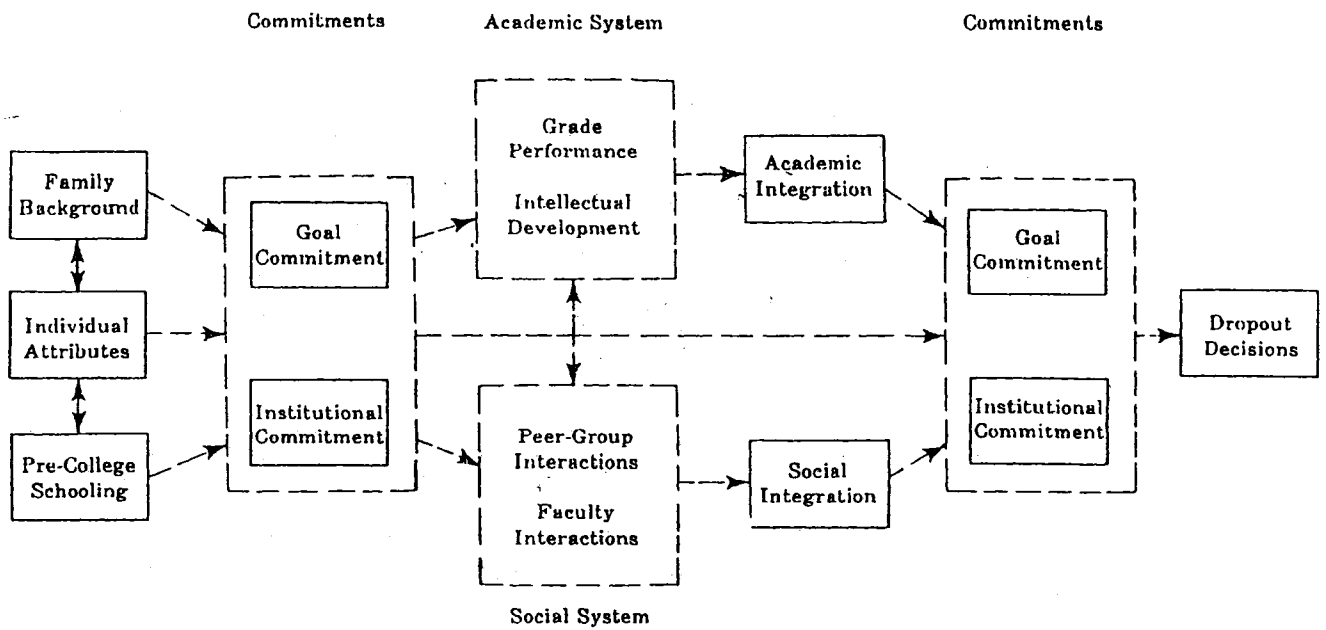 Commitments
Academic System
Commitments
Family
Background
Individual
Attributes
Pre-College
Schooling
Goal
Commitment
Institutional
Commitment
Grade
Performance
Intellectual
Development
Peer-Group
Interactions
Faculty
Interactions
Social System
Academic
Integration
Social
Integration
Goal
Commitment
Institutional
Commitment
Dropout
Decisions